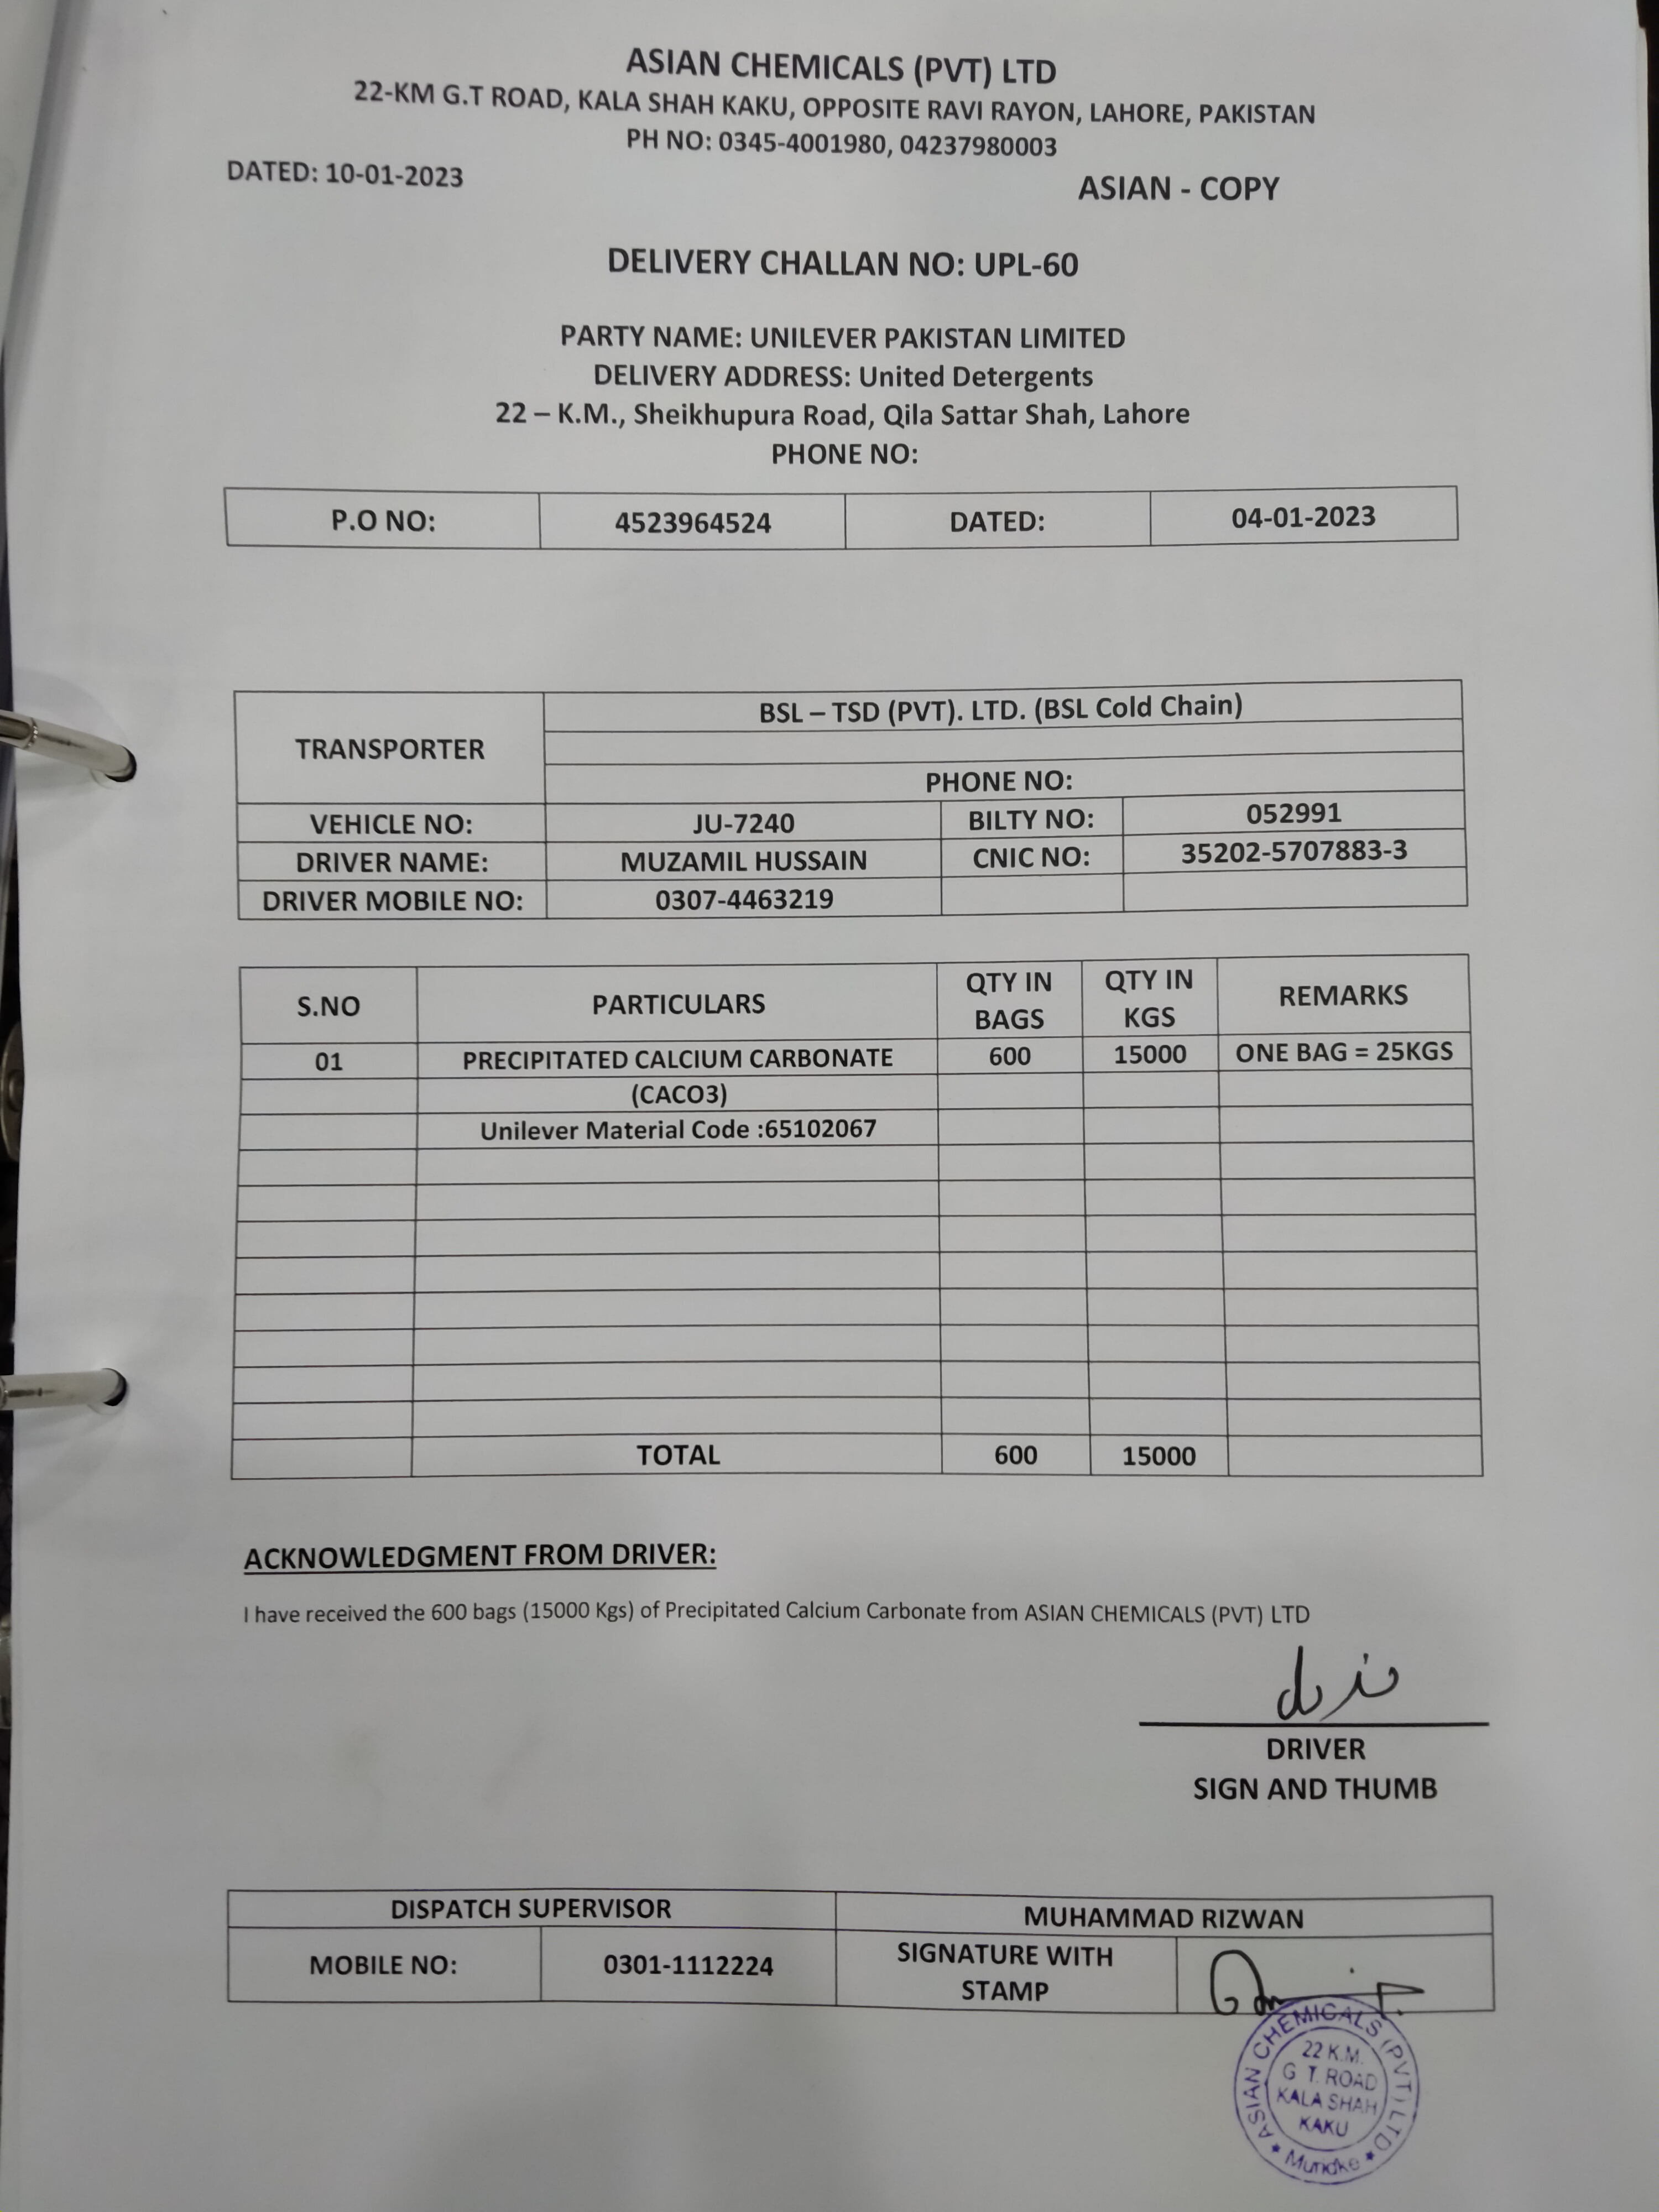 ASIAN CHEMICALS (PVT) LTD
22-KM G.T ROAD, KALA SHAH KAKU, OPPOSITE RAVI RAYON, LAHORE, PAKISTAN
PH NO: 0345-4001980, 04237980003
DATED: 10-01-2023
ASIAN - COPY
DELIVERY CHALLAN NO: UPL-60
PARTY NAME: UNILEVER PAKISTAN LIMITED
DELIVERY ADDRESS: United Detergents
22 – K.M., Sheikhupura Road, Qila Sattar Shah, Lahore
PHONE NO:
P.O NO: 4523964524 DATED: 04-01-2023
TRANSPORTER
BSL – TSD (PVT). LTD. (BSL Cold Chain)
PHONE NO:
VEHICLE NO: JU-7240 BILTY NO: 052991
DRIVER NAME: MUZAMIL HUSSAIN CNIC NO: 35202-5707883-3
DRIVER MOBILE NO: 0307-4463219
S.NO PARTICULARS QTY IN BAGS QTY IN KGS REMARKS
01 PRECIPITATED CALCIUM CARBONATE 600 15000 ONE BAG = 25KGS
(CACO3)
Unilever Material Code :65102067
TOTAL 600 15000
ACKNOWLEDGMENT FROM DRIVER:
I have received the 600 bags (15000 Kgs) of Precipitated Calcium Carbonate from ASIAN CHEMICALS (PVT) LTD
DRIVER
SIGN AND THUMB
DISPATCH SUPERVISOR MUHAMMAD RIZWAN
MOBILE NO: 0301-1112224 SIGNATURE WITH STAMP
ASIAN CHEMICALS (PVT) LTD
22 K.M.
G T. ROAD
KALA SHAH
KAKU
Muridke